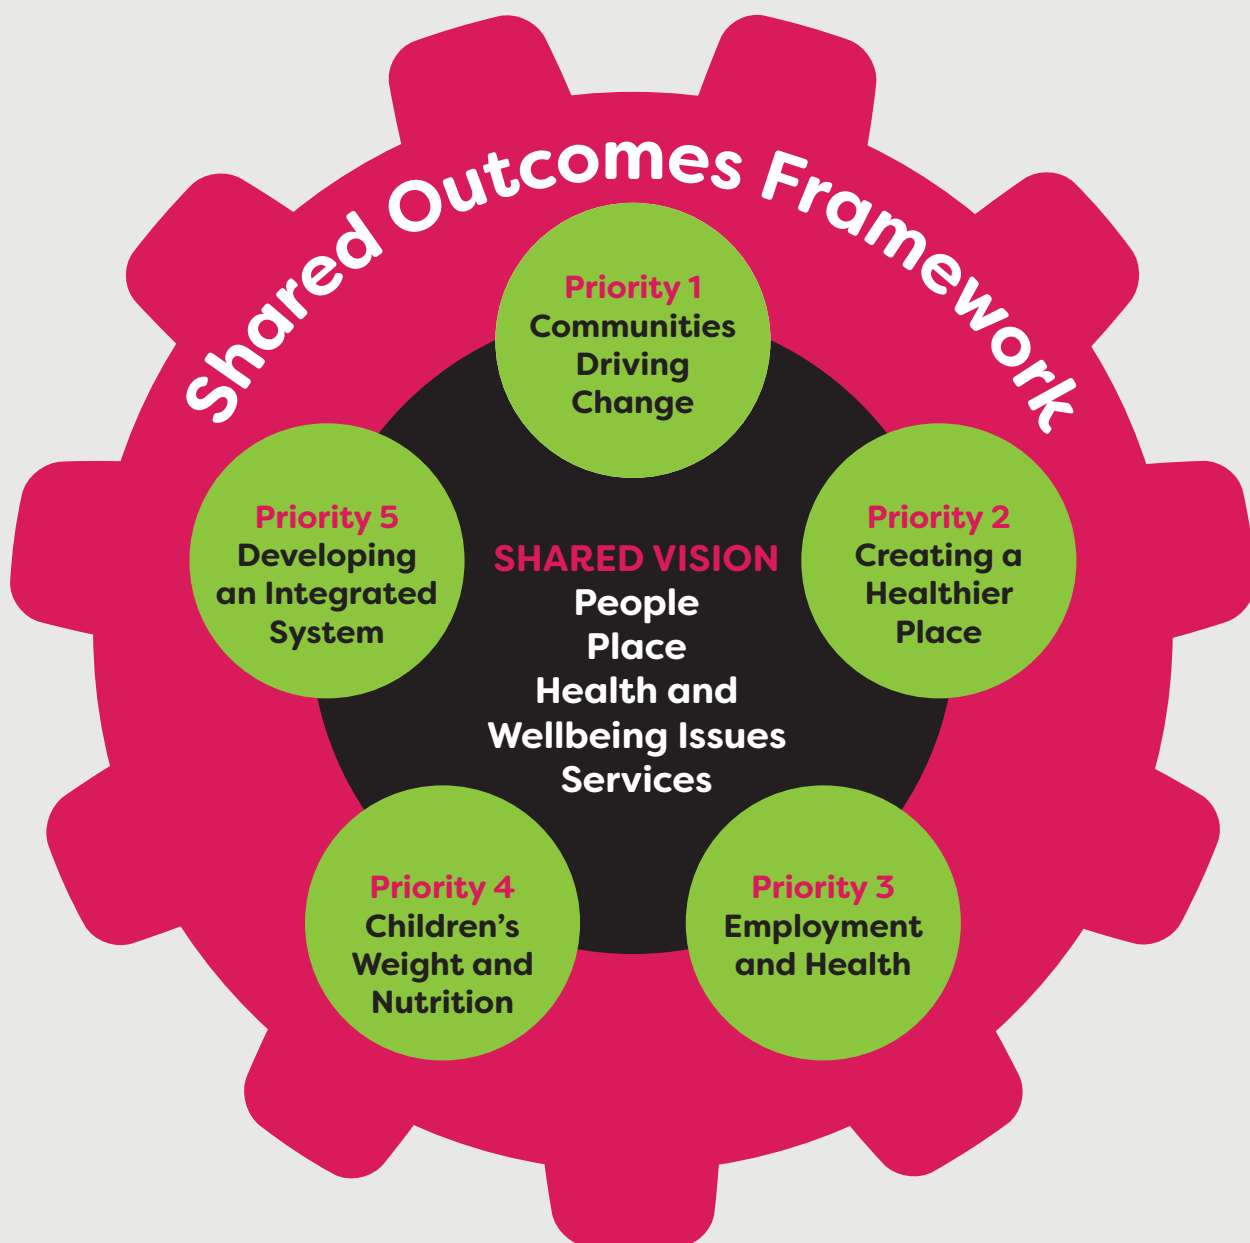 Shared Outcomes Framework
Priority 1
Communities
Driving
Change
Priority 2
Creating a
Healthier
Place
Priority 3
Employment
and Health
Priority 4
Children’s
Weight and
Nutrition
Priority 5
Developing
an Integrated
System
SHARED VISION
People
Place
Health and
Wellbeing Issues
Services